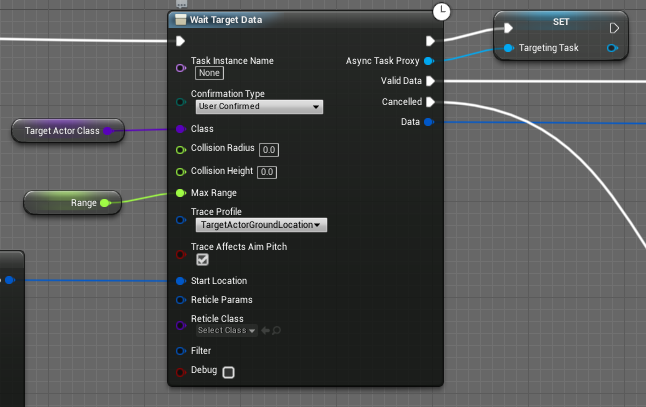 Wait Target Data
SET
Task Instance Name
None
Async Task Proxy
Targeting Task
Valid Data
Confirmation Type
User Confirmed
Cancelled
Data
Target Actor Class
Class
Collision Radius 0.0
Collision Height 0.0
Range
Max Range
Trace Profile
TargetActorGroundLocation
Trace Affects Aim Pitch
Start Location
Reticle Params
Reticle Class
Select Class
Filter
Debug